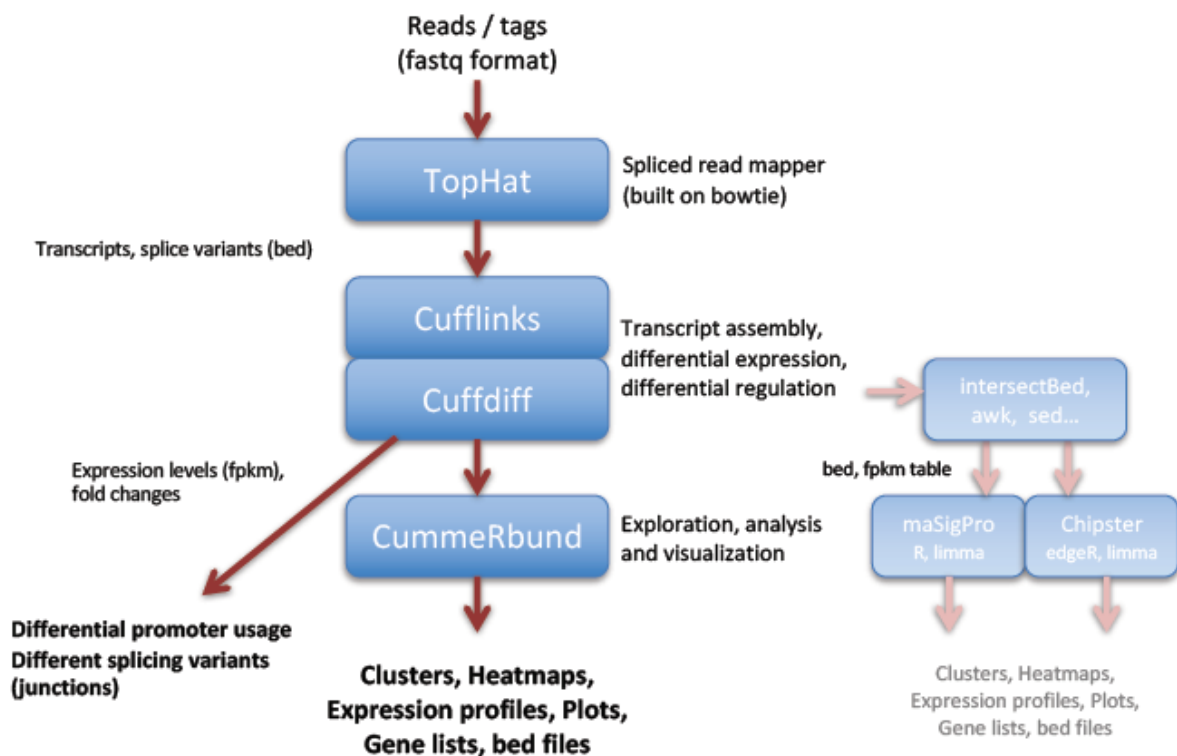 Reads / tags
(fastq format)
TopHat
Spliced read mapper
(built on bowtie)
Transcripts, splice variants (bed)
Cufflinks
Cuffdiff
Transcript assembly,
differential expression,
differential regulation
intersectBed,
awk, sed...
Expression levels (fpkm),
fold changes
bed, fpkm table
CummeRbund
Exploration, analysis
and visualization
maSigPro
R, limma
Chipster
edgeR, limma
Differential promoter usage
Different splicing variants
(junctions)
Clusters, Heatmaps,
Expression profiles, Plots,
Gene lists, bed files
Clusters, Heatmaps,
Expression profiles, Plots,
Gene lists, bed files